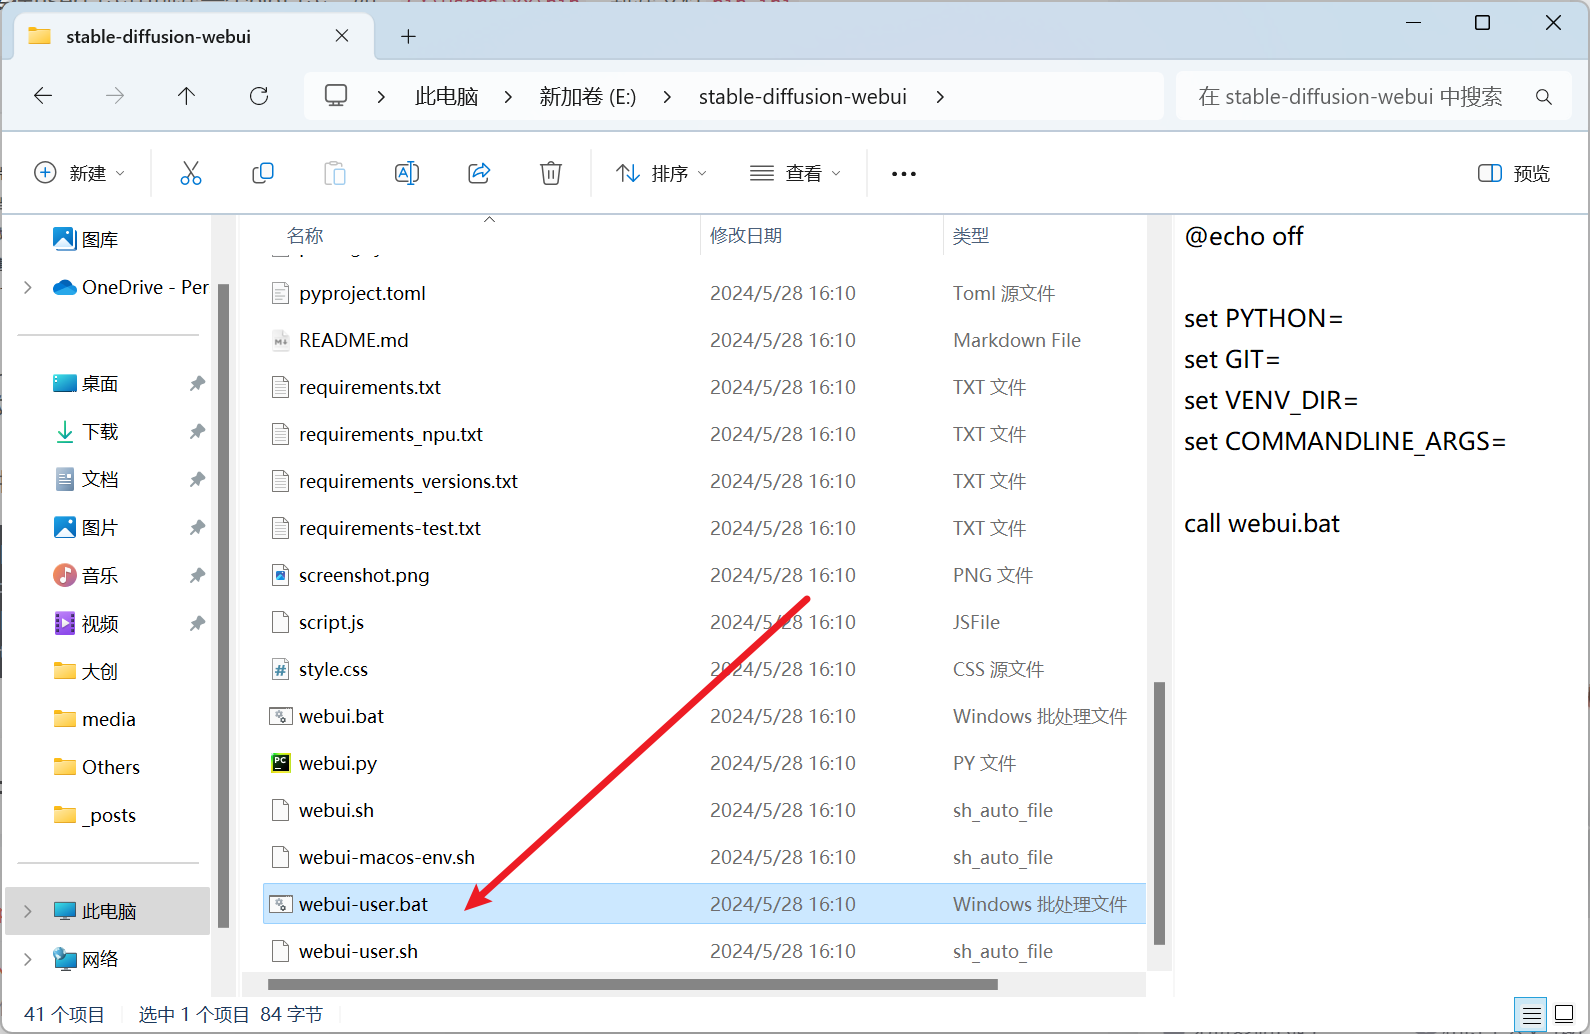 stable-diffusion-webui
此电脑 新加卷 (E:) stable-diffusion-webui
在 stable-diffusion-webui 中搜索
新建 排序 查看 预览
图库
OneDrive - Per
桌面
下载
文档
图片
音乐
视频
大创
media
Others
_posts
此电脑
网络
名称 修改日期 类型
pyproject.toml 2024/5/28 16:10 Toml 源文件
README.md 2024/5/28 16:10 Markdown File
requirements.txt 2024/5/28 16:10 TXT 文件
requirements_npu.txt 2024/5/28 16:10 TXT 文件
requirements_versions.txt 2024/5/28 16:10 TXT 文件
requirements-test.txt 2024/5/28 16:10 TXT 文件
screenshot.png 2024/5/28 16:10 PNG 文件
script.js 2024/5/28 16:10 JSFile
style.css 2024/5/28 16:10 CSS 源文件
webui.bat 2024/5/28 16:10 Windows 批处理文件
webui.py 2024/5/28 16:10 PY 文件
webui.sh 2024/5/28 16:10 sh_auto_file
webui-macos-env.sh 2024/5/28 16:10 sh_auto_file
webui-user.bat 2024/5/28 16:10 Windows 批处理文件
webui-user.sh 2024/5/28 16:10 sh_auto_file
@echo off
set PYTHON=
set GIT=
set VENV_DIR=
set COMMANDLINE_ARGS=
call webui.bat
41 个项目 选中 1 个项目 84 字节